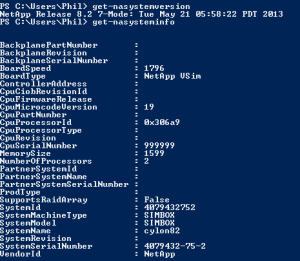 PS C:\Users\Phil> get-nasystemversion
NetApp Release 8.2 7-Mode: Tue May 21 05:58:22 PDT 2013
PS C:\Users\Phil> get-nasysteminfo
BackplanePartNumber :
BackplaneRevision :
BackplaneSerialNumber :
BoardSpeed : 1796
BoardType : NetApp VSim
ControllerAddress :
CpuCiobRevisionId :
CpuFirmwareRelease :
CpuMicrocodeVersion : 19
CpuPartNumber :
CpuProcessorId : 0x306a9
CpuProcessorType :
CpuRevision :
CpuSerialNumber : 999999
MemorySize : 1599
NumberOfProcessors : 2
PartnerSystemId :
PartnerSystemName :
PartnerSystemSerialNumber :
ProdType :
SupportsRaidArray : False
SystemId : 4079432752
SystemMachineType : SIMBOX
SystemModel : SIMBOX
SystemName : cylon82
SystemRevision :
SystemSerialNumber : 4079432-75-2
VendorId : NetApp